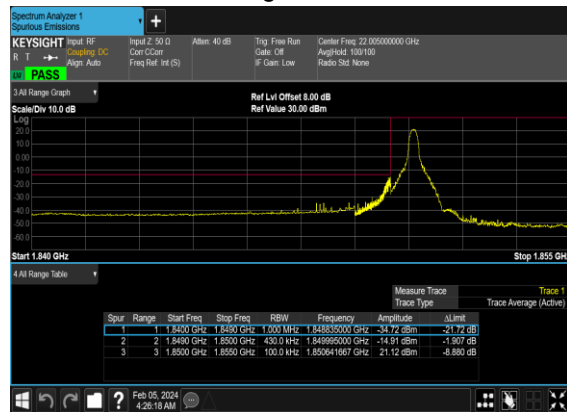 Spectrum Analyzer 1
Spurious Emissions
KEYSIGHT Input: RF Input Z: 50 Ω Atten: 40 dB Trig: Free Run Center Freq: 22.005000000 GHz
R T Coupling: DC Corr CCorr Gate: Off Avg|Hold: 100/100
Align: Auto Freq Ref: Int (S) IF Gain: Low Radio Std: None
LW PASS
3 All Range Graph
Ref Lvl Offset 8.00 dB
Scale/Div 10.0 dB Ref Value 30.00 dBm
Log
20.0
10.0
0.00
-10.0
-20.0
-30.0
-40.0
-50.0
-60.0
Start 1.840 GHz Stop 1.855 GH
4 All Range Table
Measure Trace Trace 1
Trace Type Trace Average (Active)
Spur Range Start Freq Stop Freq RBW Frequency Amplitude ΔLimit
1 1 1.8400 GHz 1.8490 GHz 1.000 MHz 1.848835000 GHz -34.72 dBm -21.72 dB
2 2 1.8490 GHz 1.8500 GHz 430.0 kHz 1.849995000 GHz -14.91 dBm -1.907 dB
3 3 1.8500 GHz 1.8550 GHz 100.0 kHz 1.850641667 GHz 21.12 dBm -8.880 dB
Feb 05, 2024
4:26:18 AM